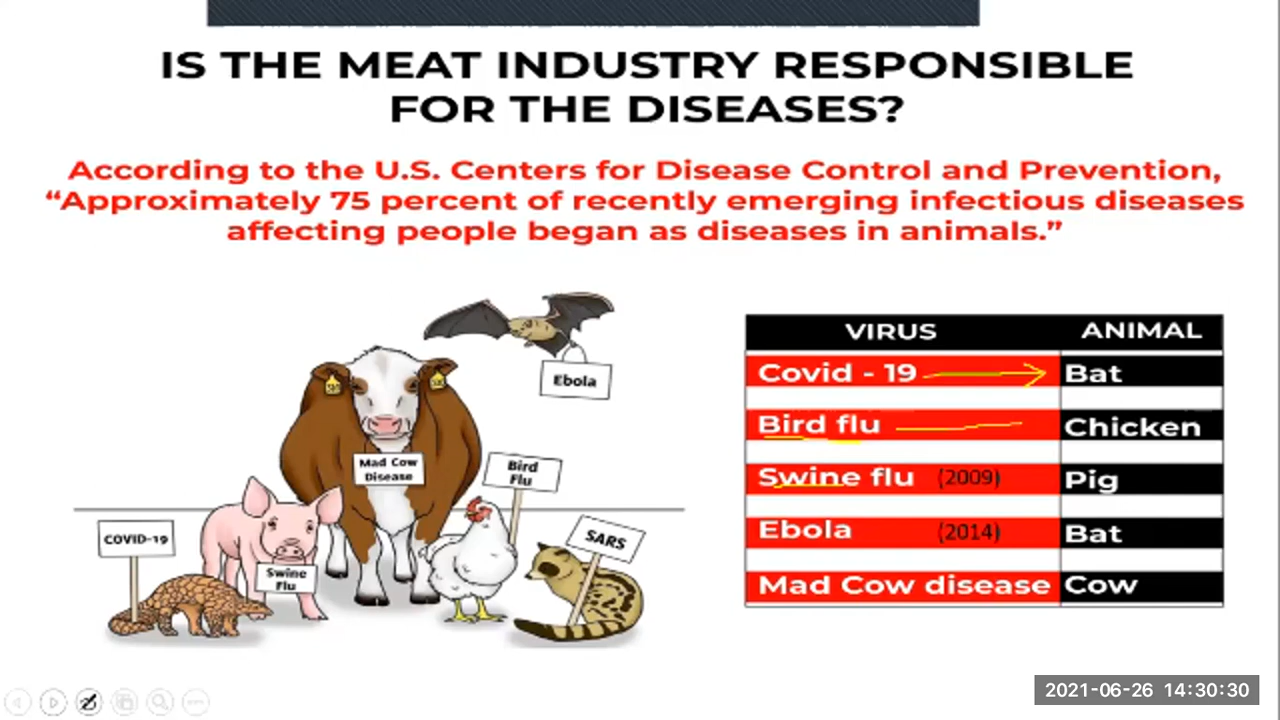 IS THE MEAT INDUSTRY RESPONSIBLE
FOR THE DISEASES?
According to the U.S. Centers for Disease Control and Prevention,
“Approximately 75 percent of recently emerging infectious diseases
affecting people began as diseases in animals.”
Ebola
Mad Cow
Disease
Bird
Flu
COVID-19
SARS
Swine
Flu
VIRUS ANIMAL
Covid - 19 Bat
Bird flu Chicken
Swine flu (2009) Pig
Ebola (2014) Bat
Mad Cow disease Cow
2021-06-26 14:30:30